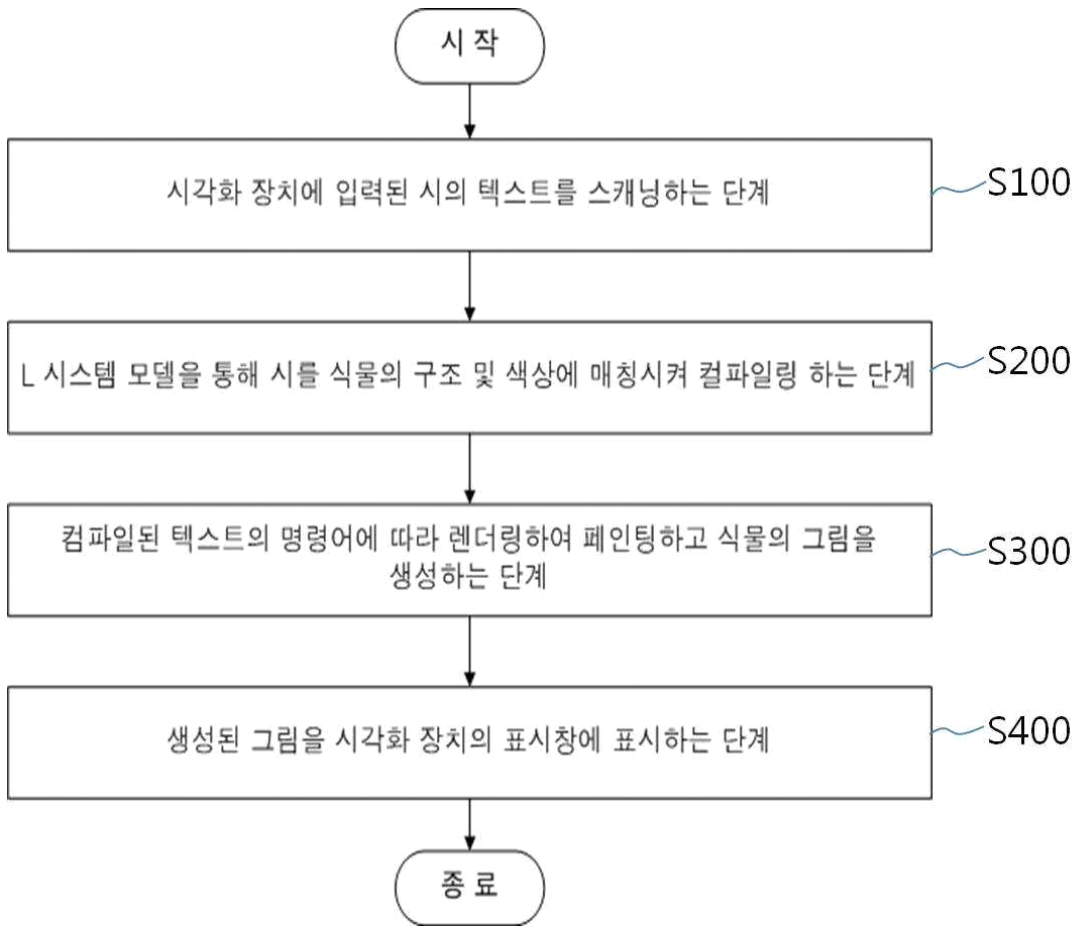 시 작
시각화 장치에 입력된 시의 텍스트를 스캐닝하는 단계
S100
L 시스템 모델을 통해 시를 식물의 구조 및 색상에 매칭시켜 컬파일링 하는 단계
S200
컴파일된 텍스트의 명령어에 따라 렌더링하여 페인팅하고 식물의 그림을
생성하는 단계
S300
생성된 그림을 시각화 장치의 표시창에 표시하는 단계
S400
종 료